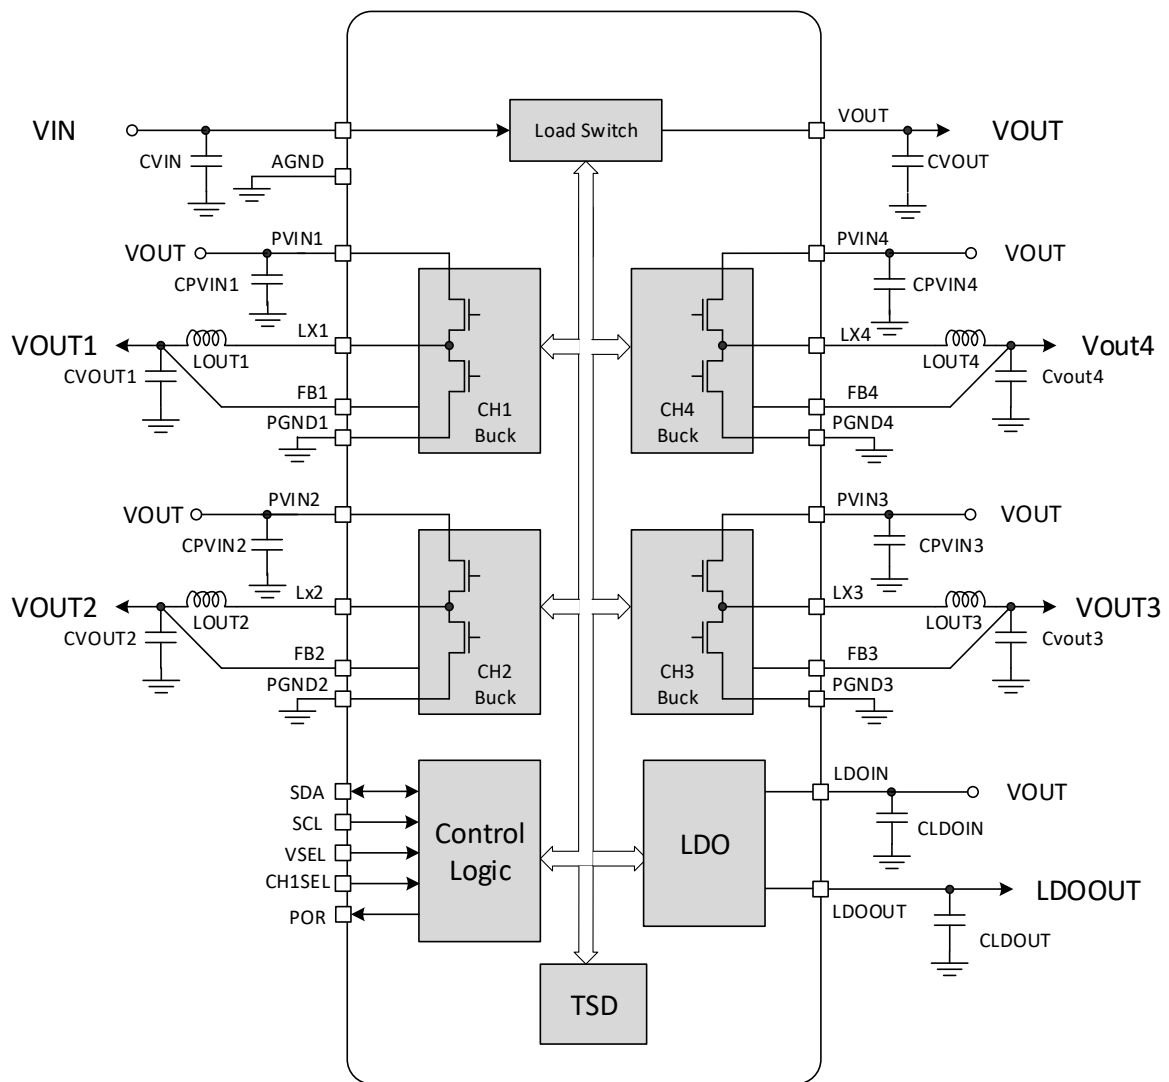 VIN
CVIN
AGND
Load Switch
VOUT
VOUT
CVOUT
VOUT
PVIN1
CPVIN1
VOUT1
LX1
LOUT1
CVOUT1
FB1
PGND1
CH1
Buck
PVIN4
VOUT
CPVIN4
LX4
LOUT4
Vout4
Cvout4
FB4
PGND4
CH4
Buck
VOUT
PVIN2
CPVIN2
VOUT2
Lx2
LOUT2
CVOUT2
FB2
PGND2
CH2
Buck
PVIN3
VOUT
CPVIN3
LX3
LOUT3
VOUT3
Cvout3
FB3
PGND3
CH3
Buck
SDA
SCL
VSEL
CH1SEL
POR
Control
Logic
LDO
LDOIN
VOUT
CLDOIN
LDOOUT
LDOOUT
CLDOUT
TSD